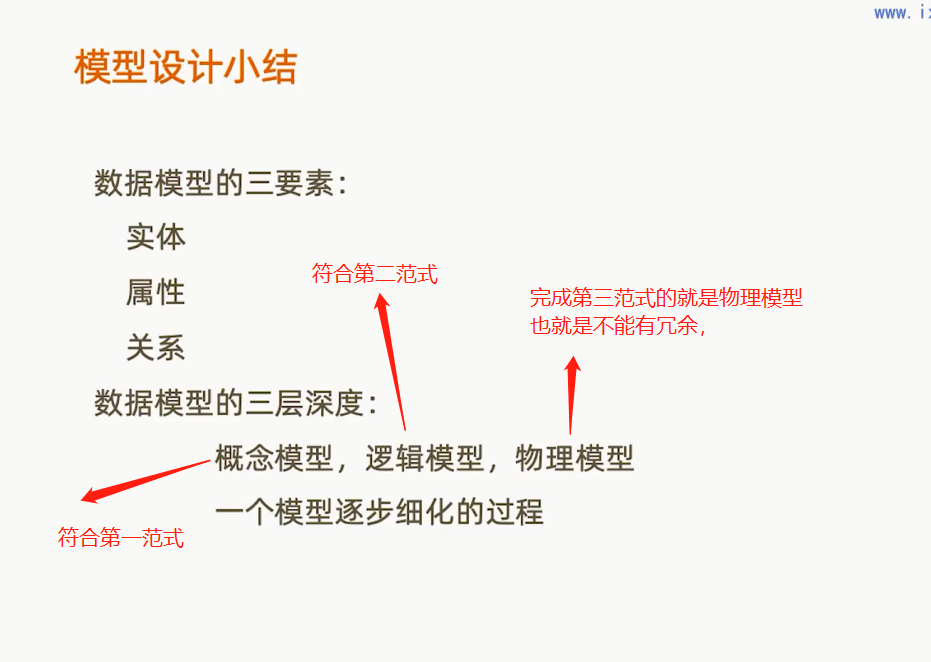 www.
模型设计小结
数据模型的三要素：
实体
符合第二范式
属性
完成第三范式的就是物理模型
也就是不能有冗余，
关系
数据模型的三层深度：
概念模型，逻辑模型，物理模型
一个模型逐步细化的过程
符合第一范式